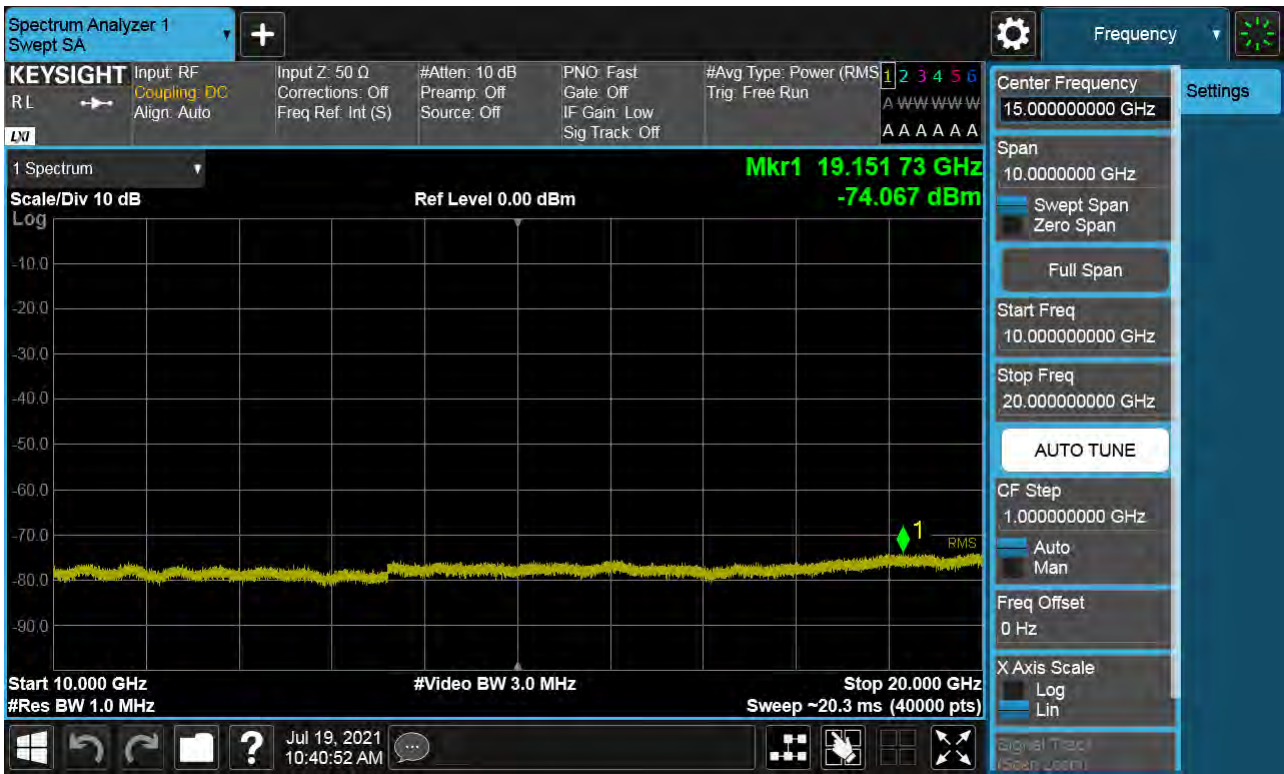 Spectrum Analyzer 1
Swept SA
+
Frequency
KEYSIGHT
RL
LXI
Input: RF
Coupling: DC
Align: Auto
Input Z: 50 Ω
Corrections: Off
Freq Ref: Int (S)
#Atten: 10 dB
Preamp: Off
Source: Off
PNO: Fast
Gate: Off
IF Gain: Low
Sig Track: Off
#Avg Type: Power (RMS
Trig: Free Run
1 2 3 4 5 6
A W W W W W
A A A A A A
1 Spectrum
Scale/Div 10 dB
Log
Ref Level 0.00 dBm
Mkr1 19.151 73 GHz
-74.067 dBm
-10.0
-20.0
-30.0
-40.0
-50.0
-60.0
-70.0
-80.0
-90.0
1
RMS
Start 10.000 GHz
#Res BW 1.0 MHz
#Video BW 3.0 MHz
Stop 20.000 GHz
Sweep ~20.3 ms (40000 pts)
Center Frequency
15.000000000 GHz
Settings
Span
10.0000000 GHz
Swept Span
Zero Span
Full Span
Start Freq
10.000000000 GHz
Stop Freq
20.000000000 GHz
AUTO TUNE
CF Step
1.000000000 GHz
Auto
Man
Freq Offset
0 Hz
X Axis Scale
Log
Lin
Signal Track
(Span Zoom)
?
Jul 19, 2021
10:40:52 AM